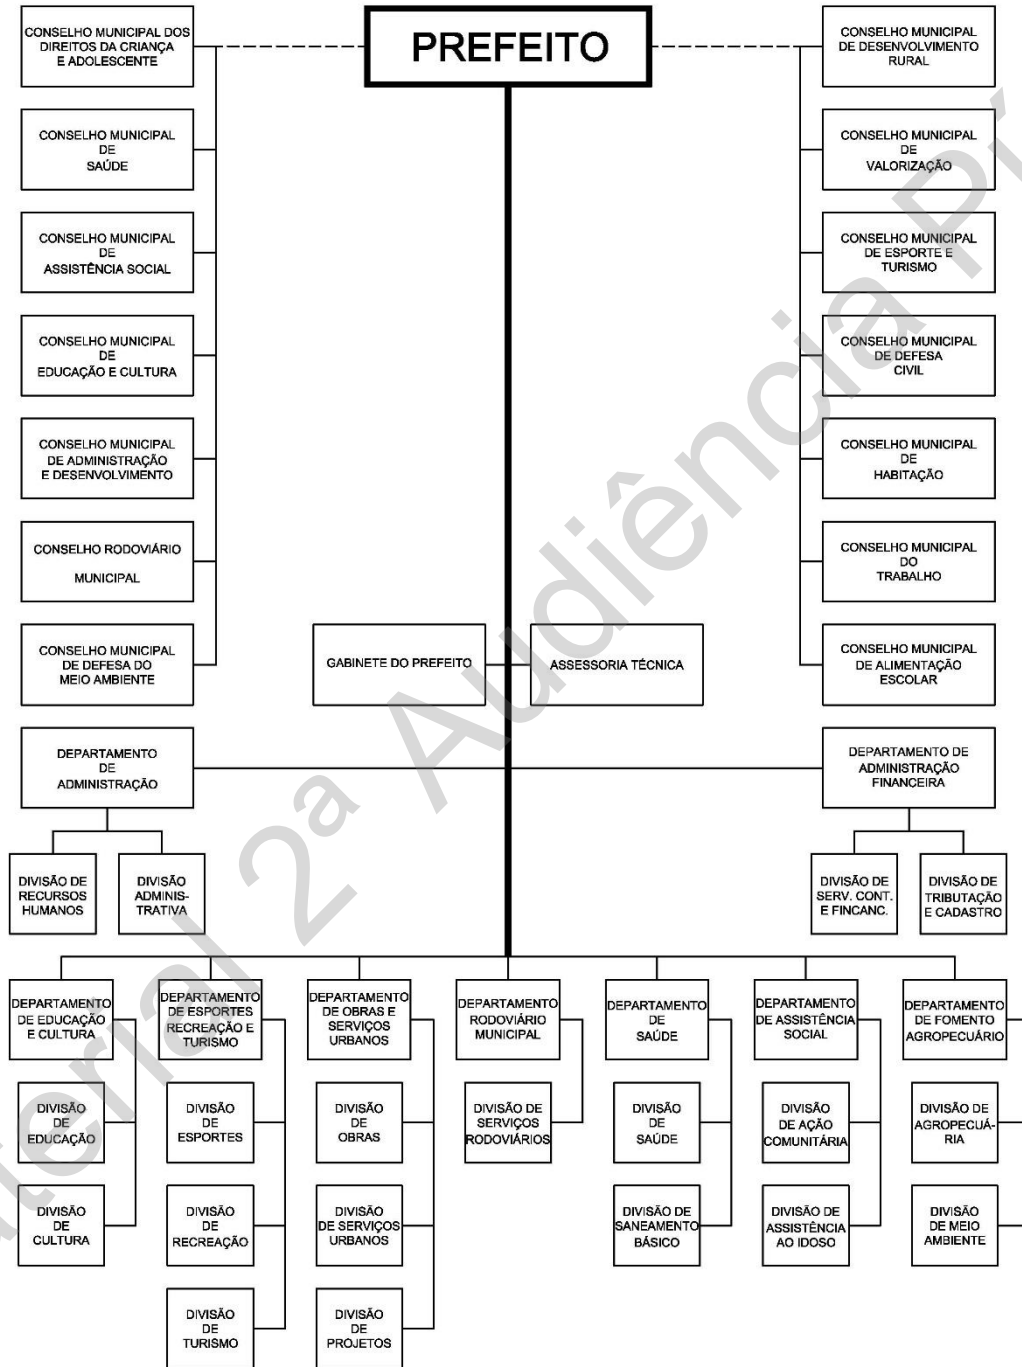 PREFEITO
CONSELHO MUNICIPAL DOS
DIREITOS DA CRIANÇA
E ADOLESCENTE
CONSELHO MUNICIPAL
DE
SAÚDE
CONSELHO MUNICIPAL
DE
ASSISTÊNCIA SOCIAL
CONSELHO MUNICIPAL
DE
EDUCAÇÃO E CULTURA
CONSELHO MUNICIPAL
DE ADMINISTRAÇÃO
E DESENVOLVIMENTO
CONSELHO RODOVIÁRIO
MUNICIPAL
CONSELHO MUNICIPAL
DE DEFESA DO
MEIO AMBIENTE
CONSELHO MUNICIPAL
DE DESENVOLVIMENTO
RURAL
CONSELHO MUNICIPAL
DE
VALORIZAÇÃO
CONSELHO MUNICIPAL
DE ESPORTE E
TURISMO
CONSELHO MUNICIPAL
DE DEFESA
CIVIL
CONSELHO MUNICIPAL
DE
HABITAÇÃO
CONSELHO MUNICIPAL
DO
TRABALHO
CONSELHO MUNICIPAL
DE ALIMENTAÇÃO
ESCOLAR
GABINETE DO PREFEITO
ASSESSORIA TÉCNICA
DEPARTAMENTO
DE
ADMINISTRAÇÃO
DEPARTAMENTO DE
ADMINISTRAÇÃO
FINANCEIRA
DIVISÃO DE
RECURSOS
HUMANOS
DIVISÃO
ADMINIS-
TRATIVA
DIVISÃO DE
SERV. CONT.
E FINCANC.
DIVISÃO DE
TRIBUTAÇÃO
E CADASTRO
DEPARTAMENTO
DE EDUCAÇÃO
E CULTURA
DIVISÃO
DE
EDUCAÇÃO
DIVISÃO
DE
CULTURA
DEPARTAMENTO
DE ESPORTES
RECREAÇÃO E
TURISMO
DIVISÃO
DE
ESPORTES
DIVISÃO
DE
RECREAÇÃO
DIVISÃO
DE
TURISMO
DEPARTAMENTO
DE OBRAS E
SERVIÇOS
URBANOS
DIVISÃO
DE
OBRAS
DIVISÃO
DE SERVIÇOS
URBANOS
DIVISÃO
DE
PROJETOS
DEPARTAMENTO
RODOVIÁRIO
MUNICIPAL
DIVISÃO DE
SERVIÇOS
RODOVIÁRIOS
DEPARTAMENTO
DE
SAÚDE
DIVISÃO
DE
SAÚDE
DIVISÃO DE
SANEAMENTO
BÁSICO
DEPARTAMENTO
DE ASSISTÊNCIA
SOCIAL
DIVISÃO
DE AÇÃO
COMUNITÁRIA
DIVISÃO DE
ASSISTÊNCIA
AO IDOSO
DEPARTAMENTO
DE FOMENTO
AGROPECUÁRIO
DIVISÃO DE
AGROPECUÁ-
RIA
DIVISÃO
DE MEIO
AMBIENTE
2ª Audiência